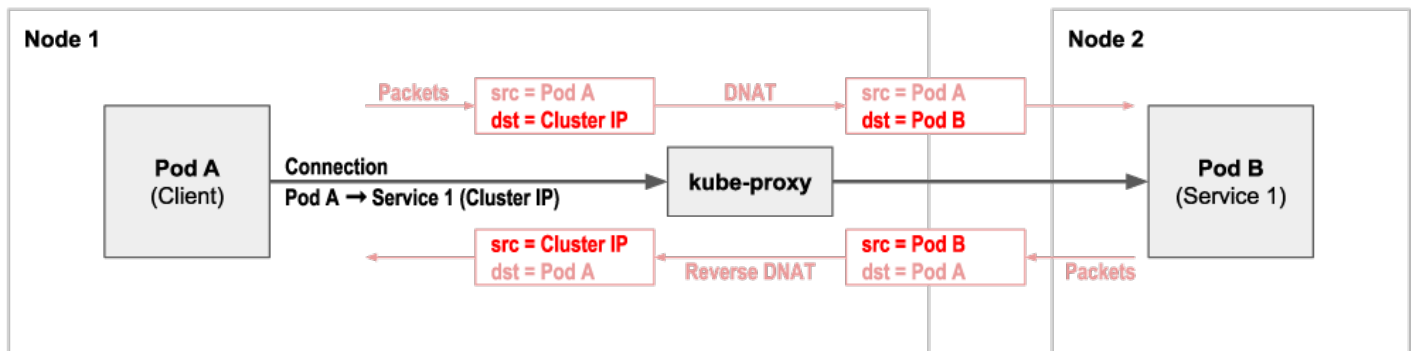 Node 1
Node 2
Packets
src = Pod A
dst = Cluster IP
DNAT
src = Pod A
dst = Pod B
Pod A
(Client)
Connection
Pod A → Service 1 (Cluster IP)
kube-proxy
Pod B
(Service 1)
src = Cluster IP
dst = Pod A
Reverse DNAT
src = Pod B
dst = Pod A
Packets